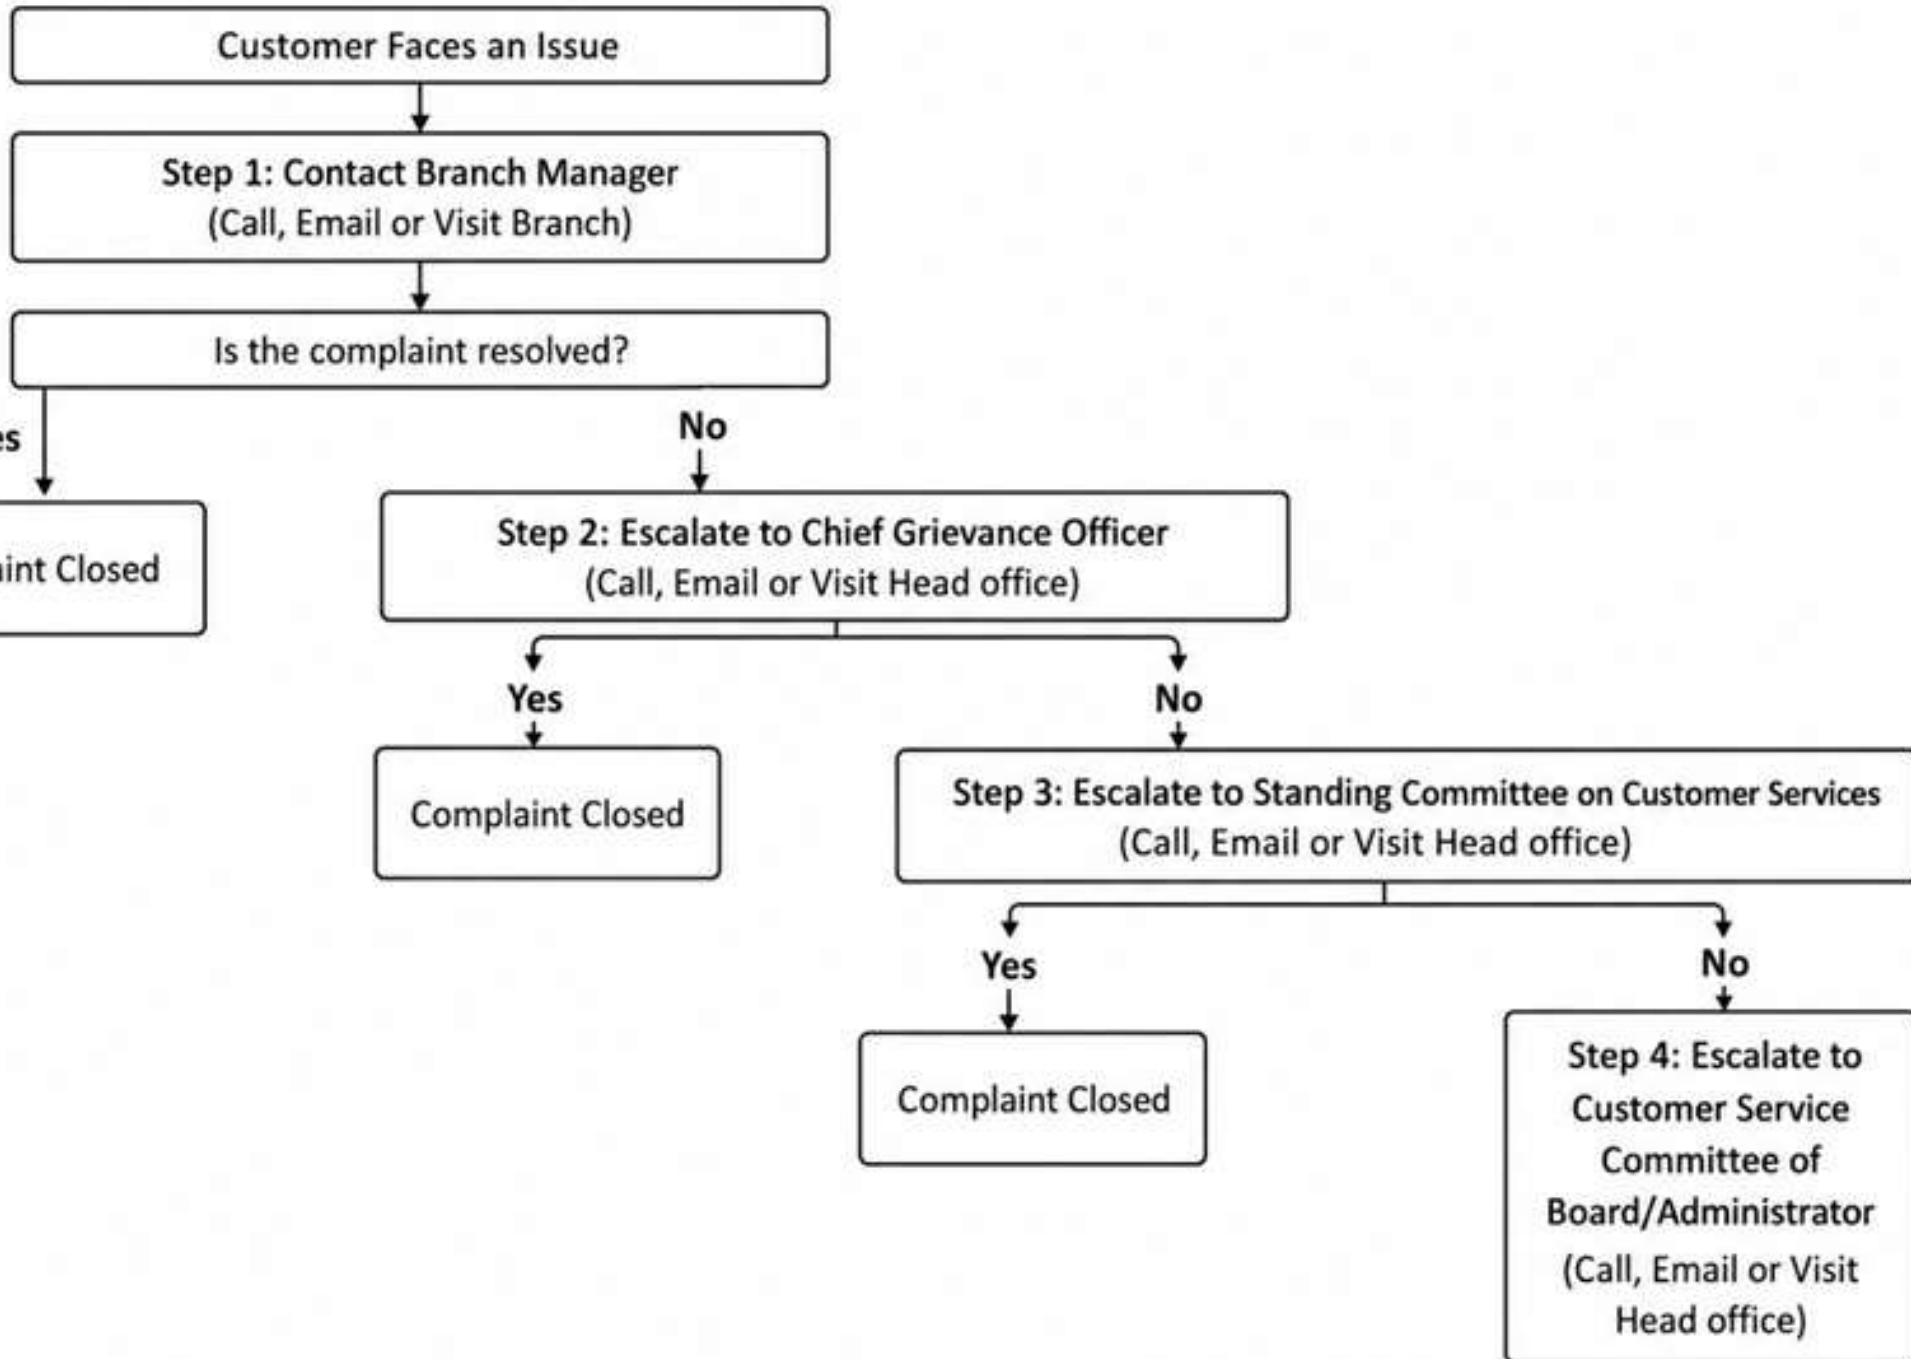 Customer Faces an Issue
Step 1: Contact Branch Manager
(Call, Email or Visit Branch)
Is the complaint resolved?
No
Step 2: Escalate to Chief Grievance Officer
(Call, Email or Visit Head office)
Closed
Yes
No
Complaint Closed
Step 3: Escalate to Standing Committee on Customer Services
(Call, Email or Visit Head office)
Yes
No
Complaint Closed
Step 4: Escalate to
Customer Service
Committee of
Board/Administrator
(Call, Email or Visit
Head office)